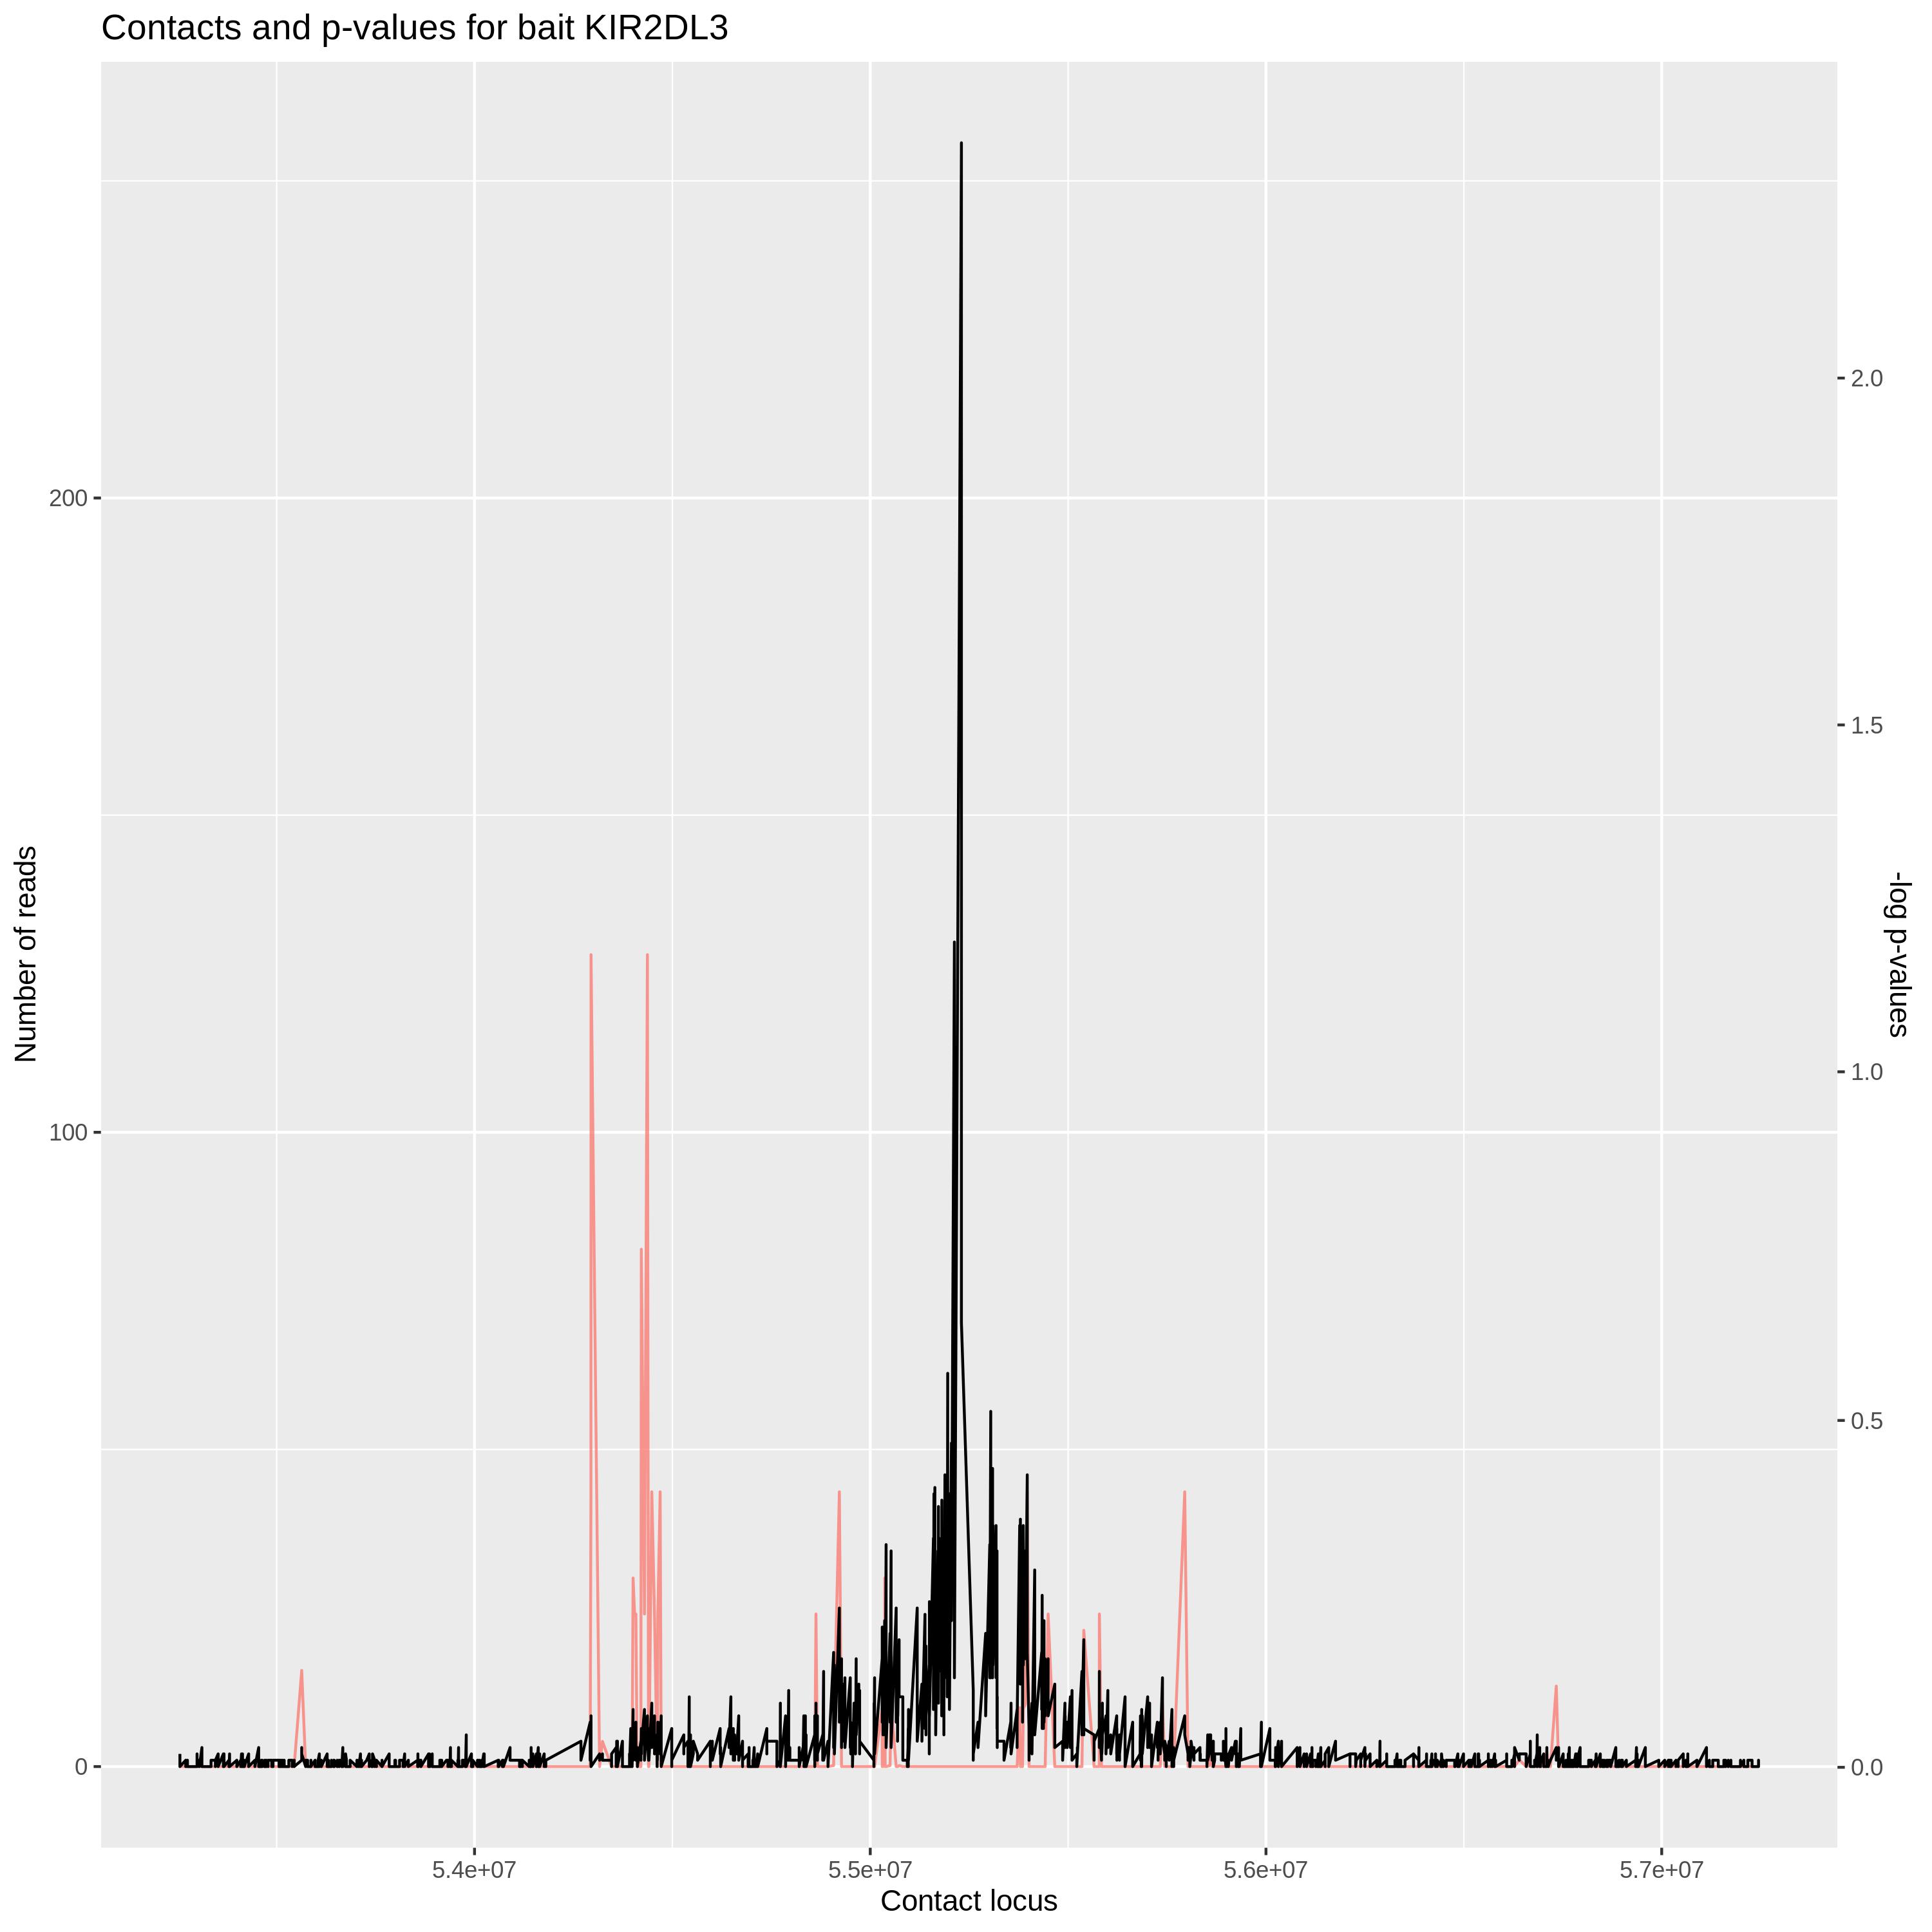 Contacts and p-values for bait KIR2DL3
Number of reads
200
100
0
2.0
1.5
1.0
0.5
0.0
-log p-values
5.4e+07 5.5e+07 5.6e+07 5.7e+07
Contact locus